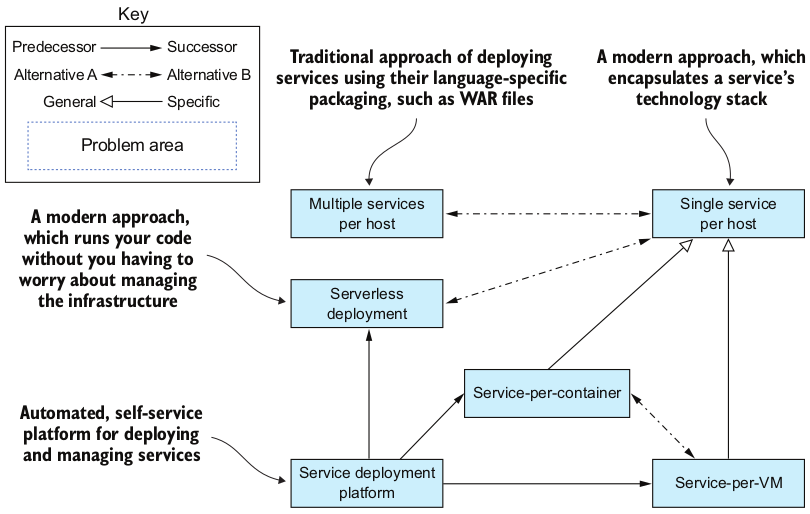 Key
Predecessor
Successor
Alternative A
Alternative B
General
Specific
Problem area
Traditional approach of deploying
services using their language-specific
packaging, such as WAR files
A modern approach, which
encapsulates a service's
technology stack
Multiple services
per host
Single service
per host
A modern approach,
which runs your code
without you having to
worry about managing
the infrastructure
Serverless
deployment
Service-per-container
Automated, self-service
platform for deploying
and managing services
Service deployment
platform
Service-per-VM